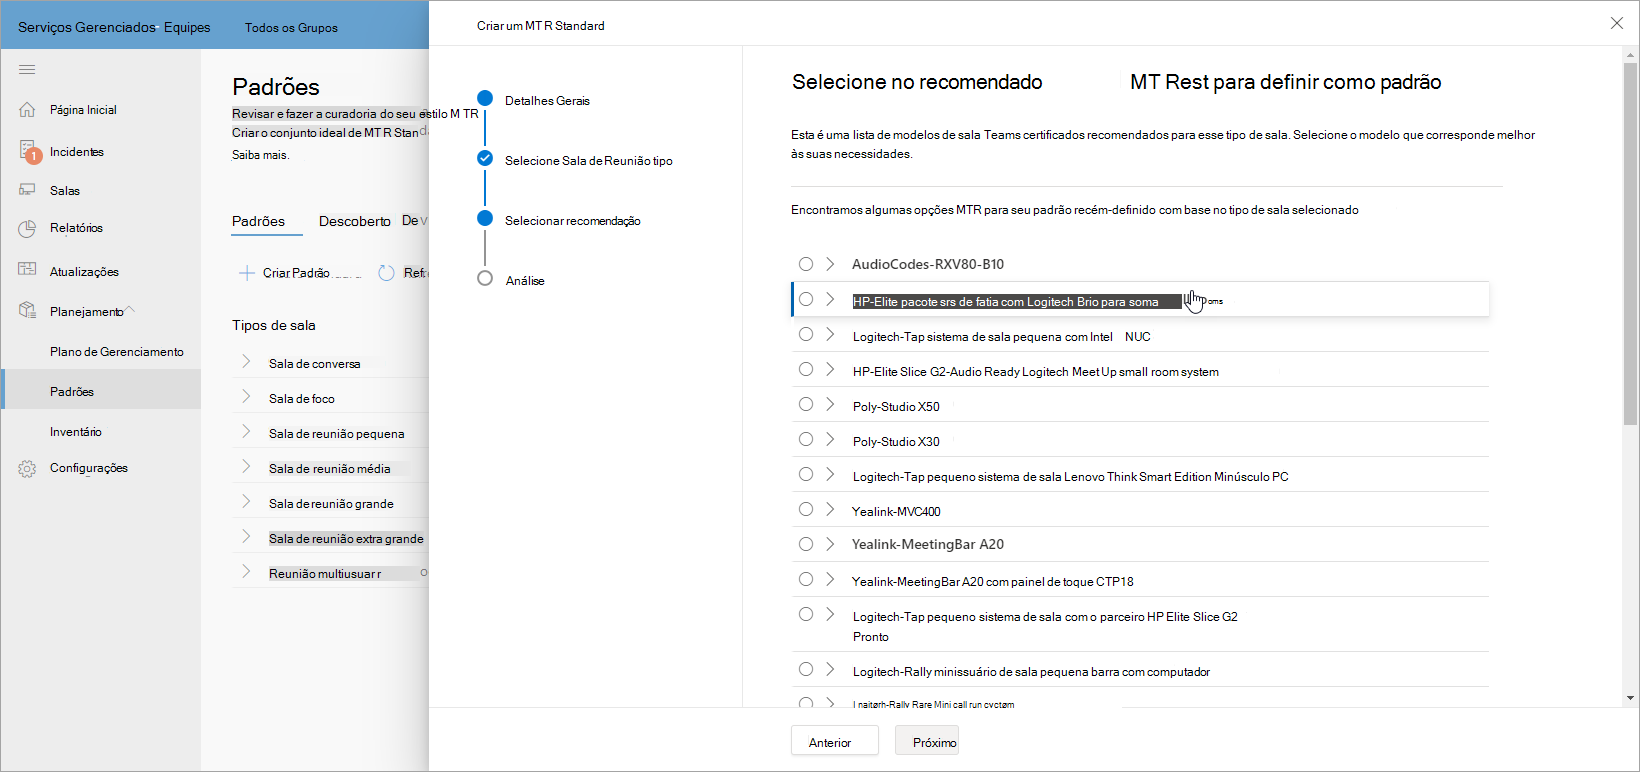 Serviços Gerenciados- Equipes
Todos os Grupos
Criar um MT R Standard
Página Inicial
1
Incidentes
Salas
Relatórios
Atualizações
Planejamento
Plano de Gerenciamento
Padrões
Inventário
Configurações
Padrões
Revisar e fazer a curadoria do seu estilo M TR
Criar o conjunto ideal de MT R Stand
Saiba mais.
Padrões
Descoberto
De v
Criar Padrão
Refr
Tipos de sala
Sala de conversa
Sala de foco
Sala de reunião pequena
Sala de reunião média
Sala de reunião grande
Sala de reunião extra grande
Reunião multiusuar r
Detalhes Gerais
Selecione Sala de Reunião tipo
Selecionar recomendação
Análise
Selecione no recomendado MT Rest para definir como padrão
Esta é uma lista de modelos de sala Teams certificados recomendados para esse tipo de sala. Selecione o modelo que corresponde melhor
às suas necessidades.
Encontramos algumas opções MTR para seu padrão recém-definido com base no tipo de sala selecionado
AudioCodes-RXV80-B10
HP-Elite pacote srs de fatia com Logitech Brio para soma oms
Logitech-Tap sistema de sala pequena com Intel NUC
HP-Elite Slice G2-Audio Ready Logitech Meet Up small room system
Poly-Studio X50
Poly-Studio X30
Logitech-Tap pequeno sistema de sala Lenovo Think Smart Edition Minúsculo PC
Yealink-MVC400
Yealink-MeetingBar A20
Yealink-MeetingBar A20 com painel de toque CTP18
Logitech-Tap pequeno sistema de sala com o parceiro HP Elite Slice G2
Pronto
Logitech-Rally minissuário de sala pequena barra com computador
Anterior
Próximo